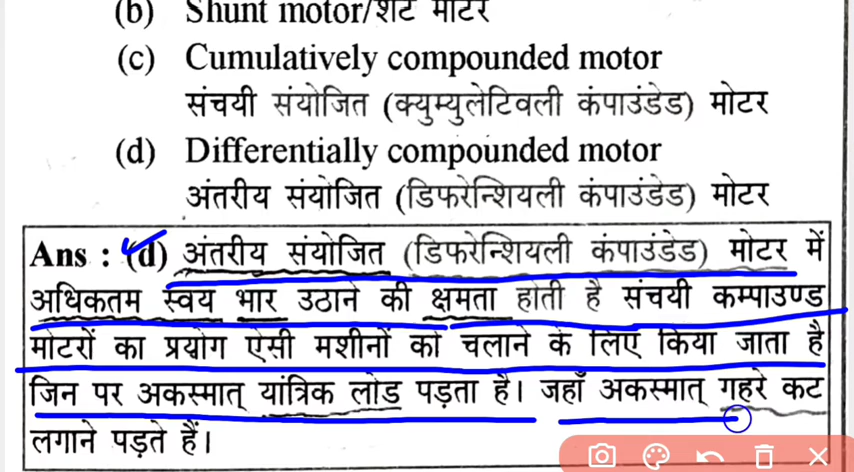 (b) Shunt motor/शंट मोटर
(c) Cumulatively compounded motor
संचयी संयोजित (क्युम्युलेटिवली कंपाउंडेड) मोटर
(d) Differentially compounded motor
अंतरीय संयोजित (डिफरेन्शियली कंपाउंडेड) मोटर
Ans : (d) अंतरीय संयोजित (डिफरेन्शियली कंपाउंडेड) मोटर में
अधिकतम स्वय भार उठाने की क्षमता होती है संचयी कम्पाउण्ड
मोटरों का प्रयोग ऐसी मशीनों को चलाने के लिए किया जाता है
जिन पर अकस्मात् यांत्रिक लोड पड़ता है। जहाँ अकस्मात् गहरे कट
लगाने पड़ते हैं।